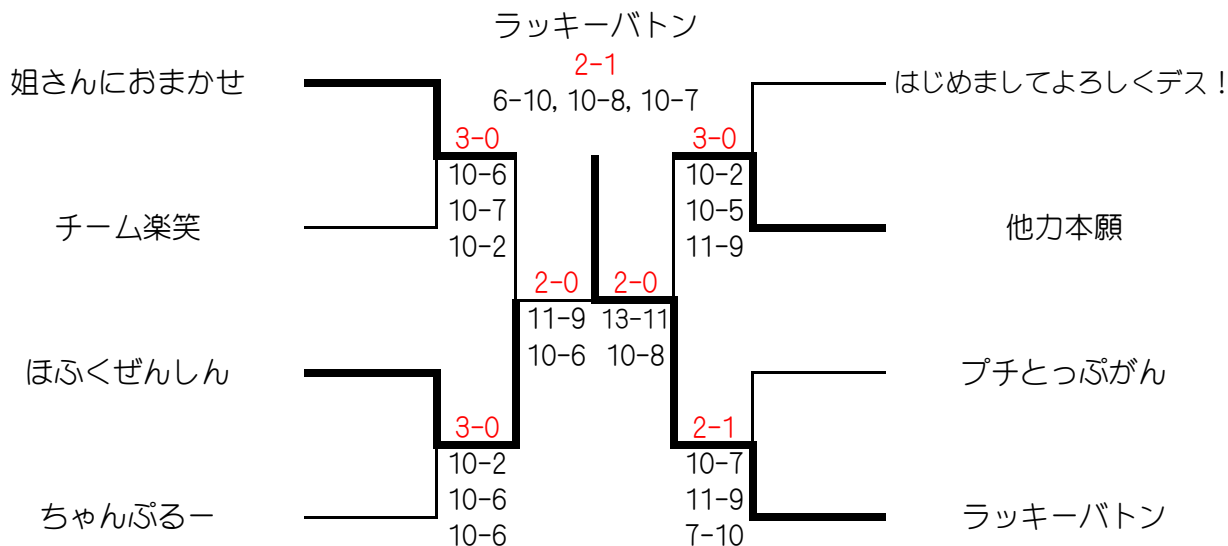 ラッキーバトン
2-1
6-10, 10-8, 10-7
姐さんにおまかせ
はじめましてよろしくデス！
3-0
10-6
10-7
10-2
3-0
10-2
10-5
11-9
チーム楽笑
他力本願
2-0
11-9
10-6
2-0
13-11
10-8
ほふくぜんしん
プチとっぷがん
3-0
10-2
10-6
10-6
2-1
10-7
11-9
7-10
ちゃんぷるー
ラッキーバトン